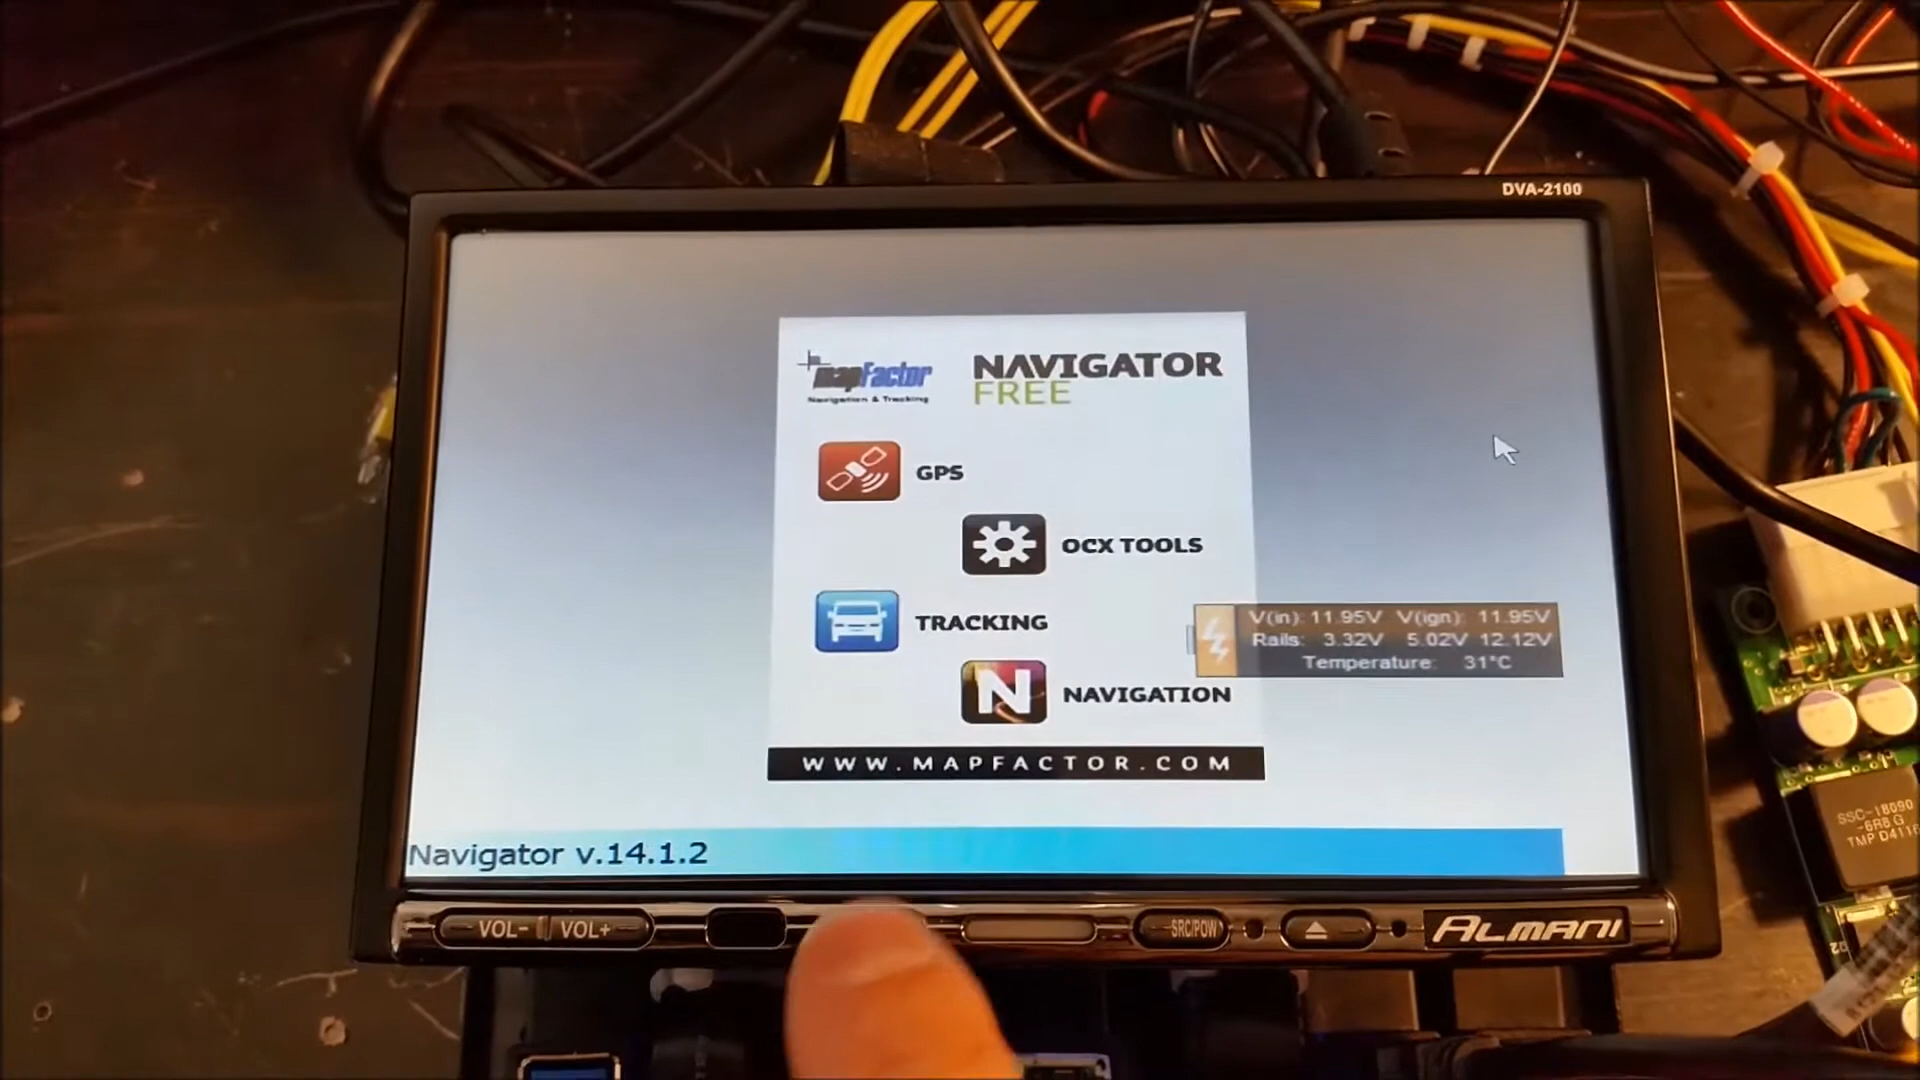 DVA-2100
mapFactor
Navigation & Tracking
NAVIGATOR
FREE
GPS
OCX TOOLS
TRACKING
V(in): 11.95V V(ign): 11.95V
Rails: 3.32V 5.02V 12.12V
Temperature: 31°C
NAVIGATION
WWW.MAPFACTOR.COM
Navigator v.14.1.2
VOL- VOL+
SRC/POW
ALMANI
SSC-18090
-6R8 G
TMP D4116